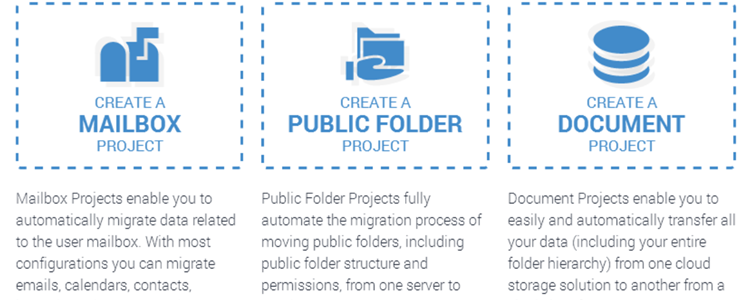 CREATE A
MAILBOX
PROJECT
Mailbox Projects enable you to
automatically migrate data related
to the user mailbox. With most
configurations you can migrate
emails, calendars, contacts,
CREATE A
PUBLIC FOLDER
PROJECT
Public Folder Projects fully
automate the migration process of
moving public folders, including
public folder structure and
permissions, from one server to
CREATE A
DOCUMENT
PROJECT
Document Projects enable you to
easily and automatically transfer all
your data (including your entire
folder hierarchy) from one cloud
storage solution to another from a